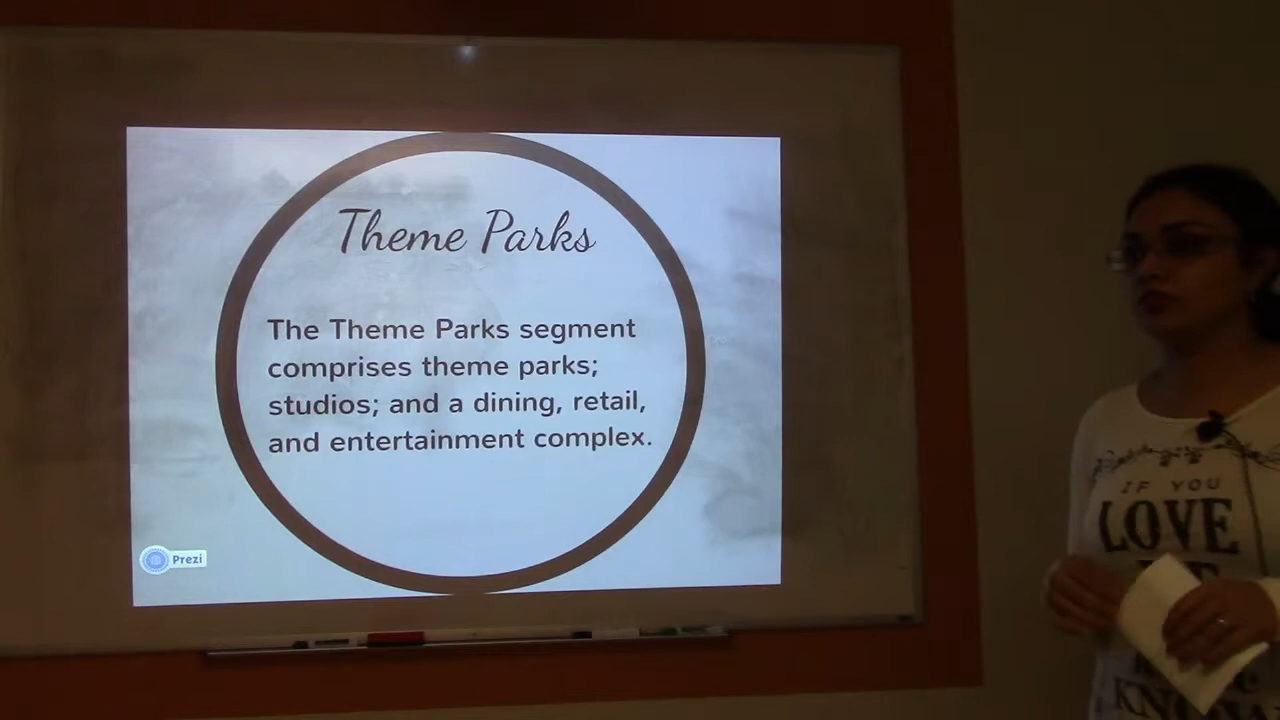 Theme Parks
The Theme Parks segment
comprises theme parks;
studios; and a dining, retail,
and entertainment complex.
Prezi
IF YOU
LOVE